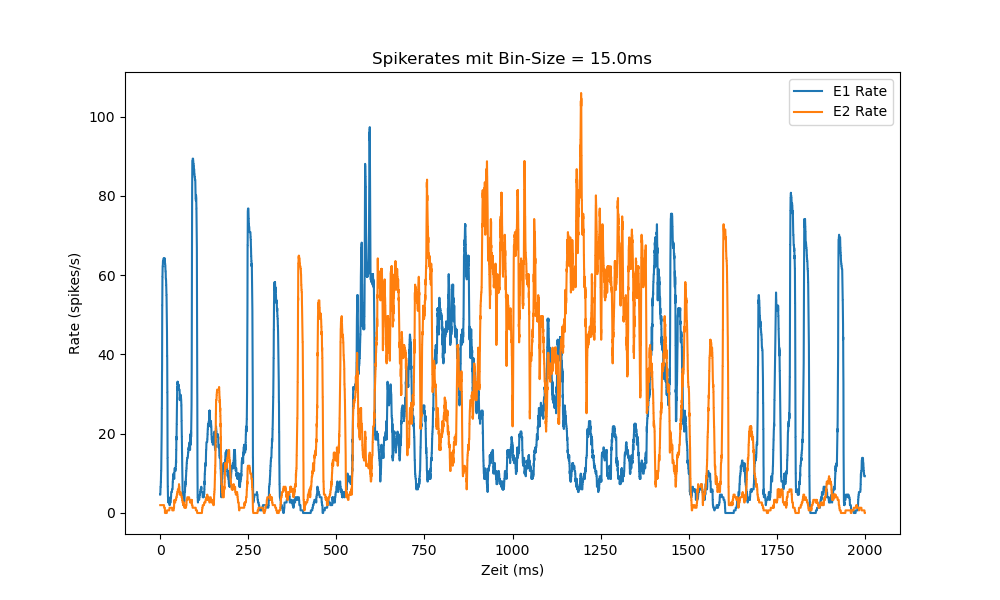 Spikerates mit Bin-Size = 15.0ms
E1 Rate
E2 Rate
100
80
60
40
20
0
Rate (spikes/s)
0 250 500 750 1000 1250 1500 1750 2000
Zeit (ms)